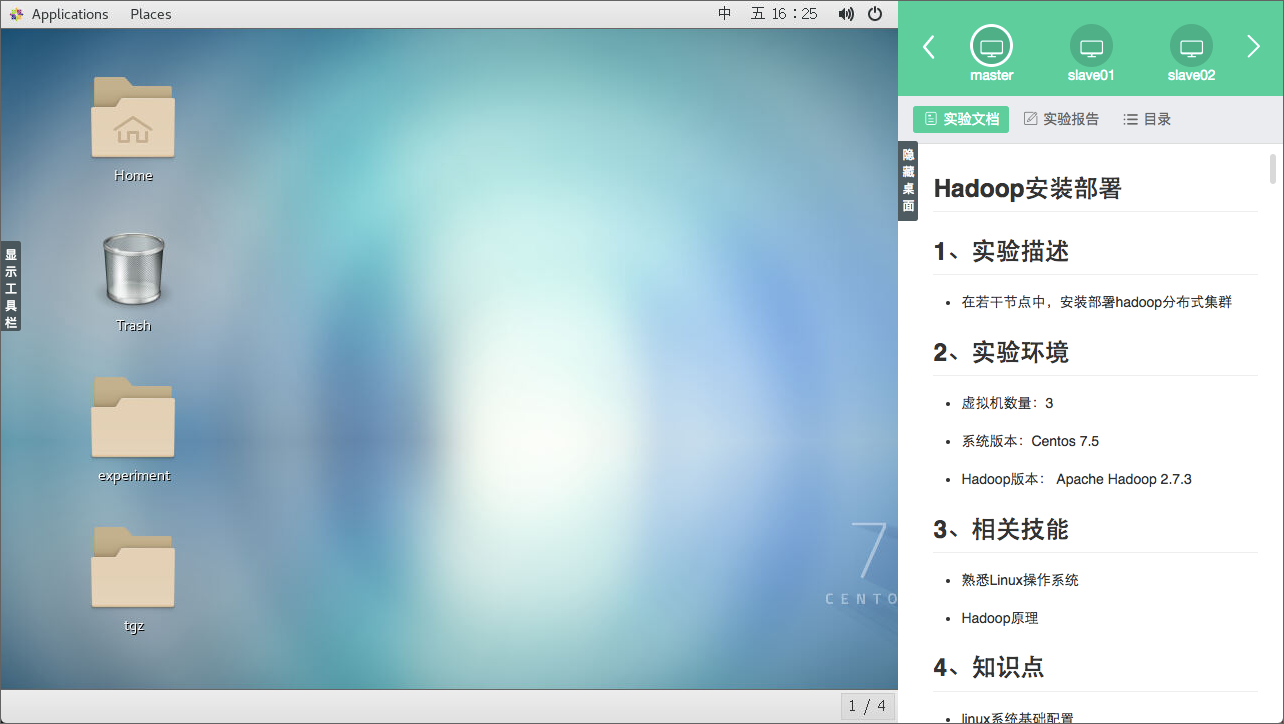 Applications Places 中 五 16：25
Home
Trash
experiment
tgz
7
CENTO
1 / 4
显示工具栏
master slave01 slave02
实验文档 实验报告 目录
隐藏桌面
Hadoop安装部署
1、实验描述
在若干节点中，安装部署hadoop分布式集群
2、实验环境
虚拟机数量：3
系统版本：Centos 7.5
Hadoop版本： Apache Hadoop 2.7.3
3、相关技能
熟悉Linux操作系统
Hadoop原理
4、知识点
linux系统基础配置